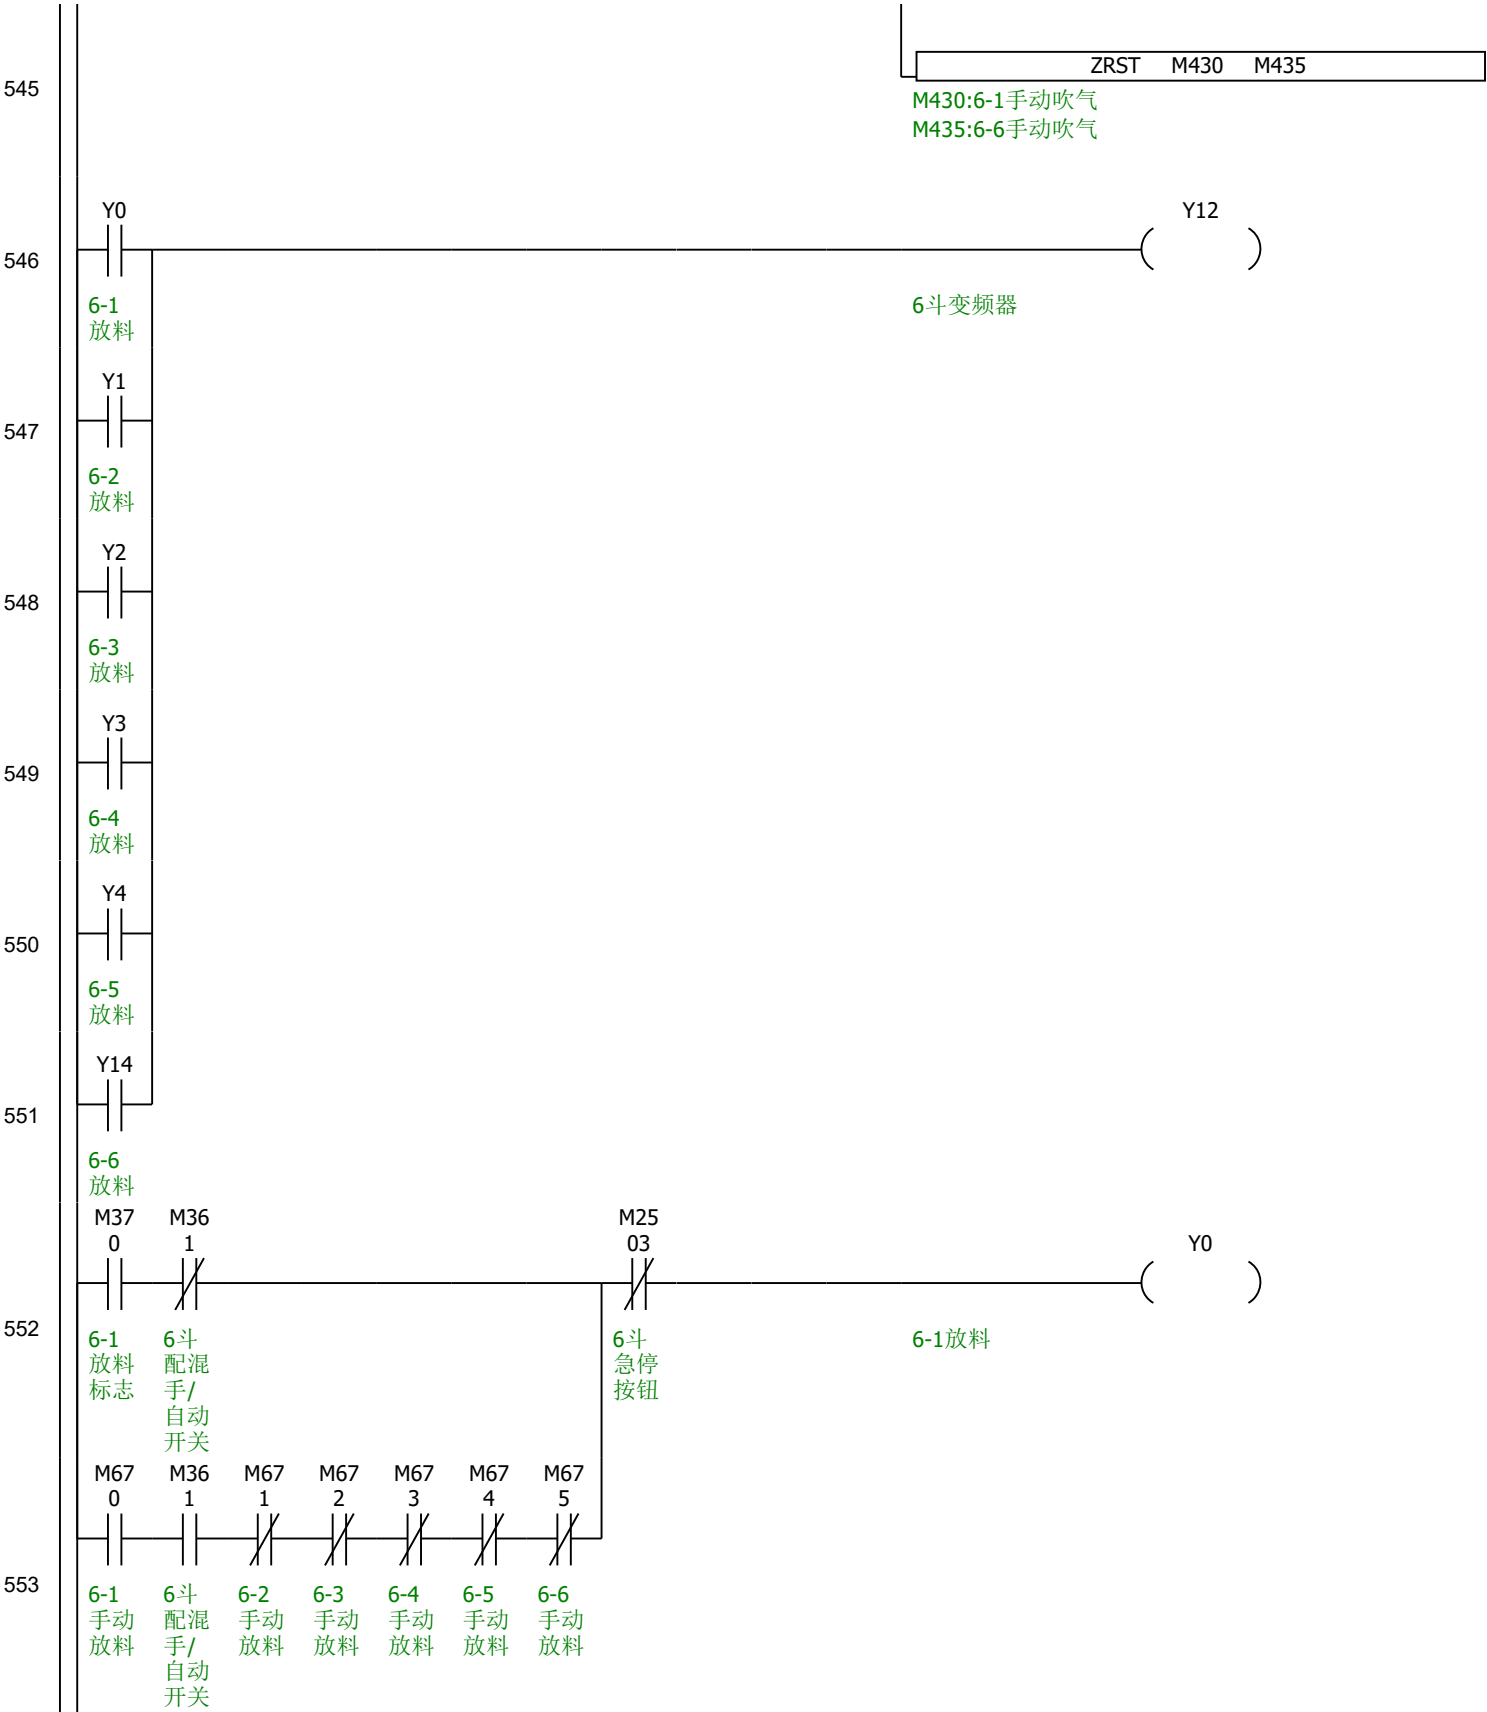 545
ZRST M430 M435
M430:6-1手动吹气
M435:6-6手动吹气
546
Y0
Y12
6-1
放料
6斗变频器
547
Y1
6-2
放料
548
Y2
6-3
放料
549
Y3
6-4
放料
550
Y4
6-5
放料
551
Y14
6-6
放料
552
M37
0
M36
1
M25
03
Y0
6-1
放料
标志
6斗
配混
手/
自动
开关
6斗
急停
按钮
6-1放料
553
M67
0
M36
1
M67
1
M67
2
M67
3
M67
4
M67
5
6-1
手动
放料
6斗
配混
手/
自动
开关
6-2
手动
放料
6-3
手动
放料
6-4
手动
放料
6-5
手动
放料
6-6
手动
放料